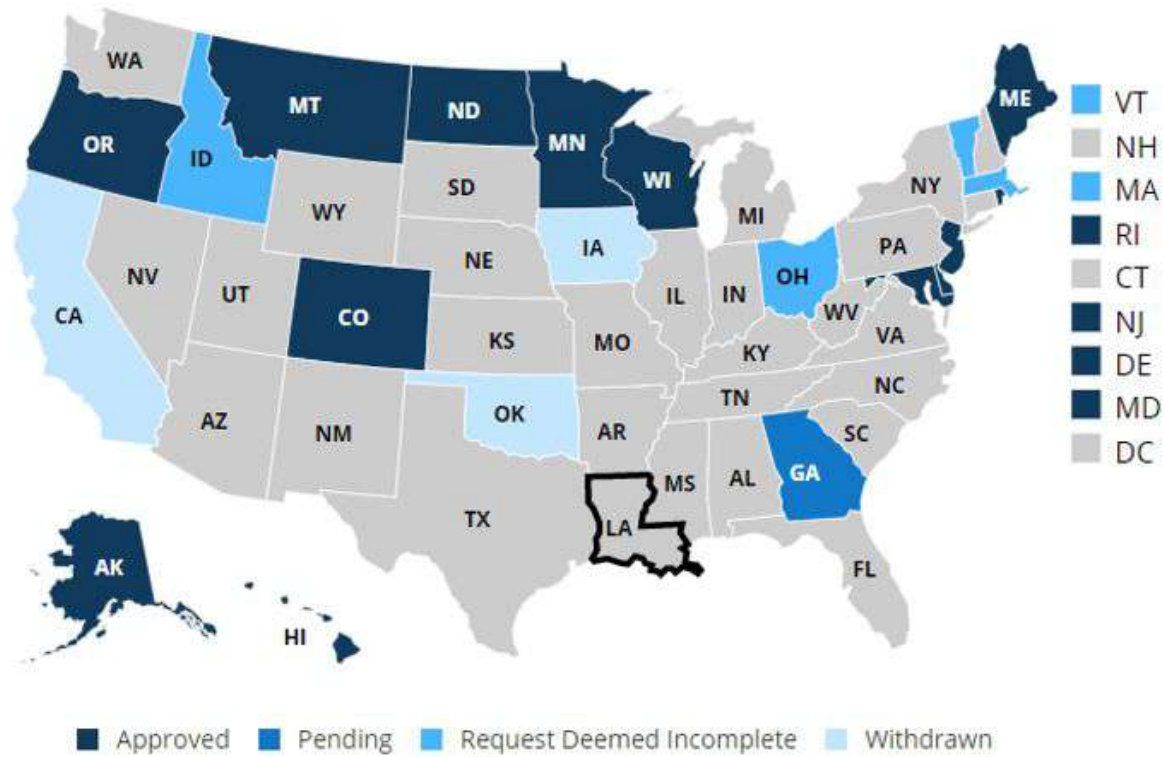 WA
MT
ND
MN
ME
VT
OR
ID
WI
NH
SD
NY
MA
WY
MI
RI
IA
PA
CT
NE
NV
OH
UT
IL
IN
NJ
CA
CO
WV
VA
KS
MO
KY
DE
NC
TN
MD
OK
AZ
NM
AR
SC
DC
GA
MS
AL
TX
LA
AK
FL
HI
Approved
Pending
Request Deemed Incomplete
Withdrawn